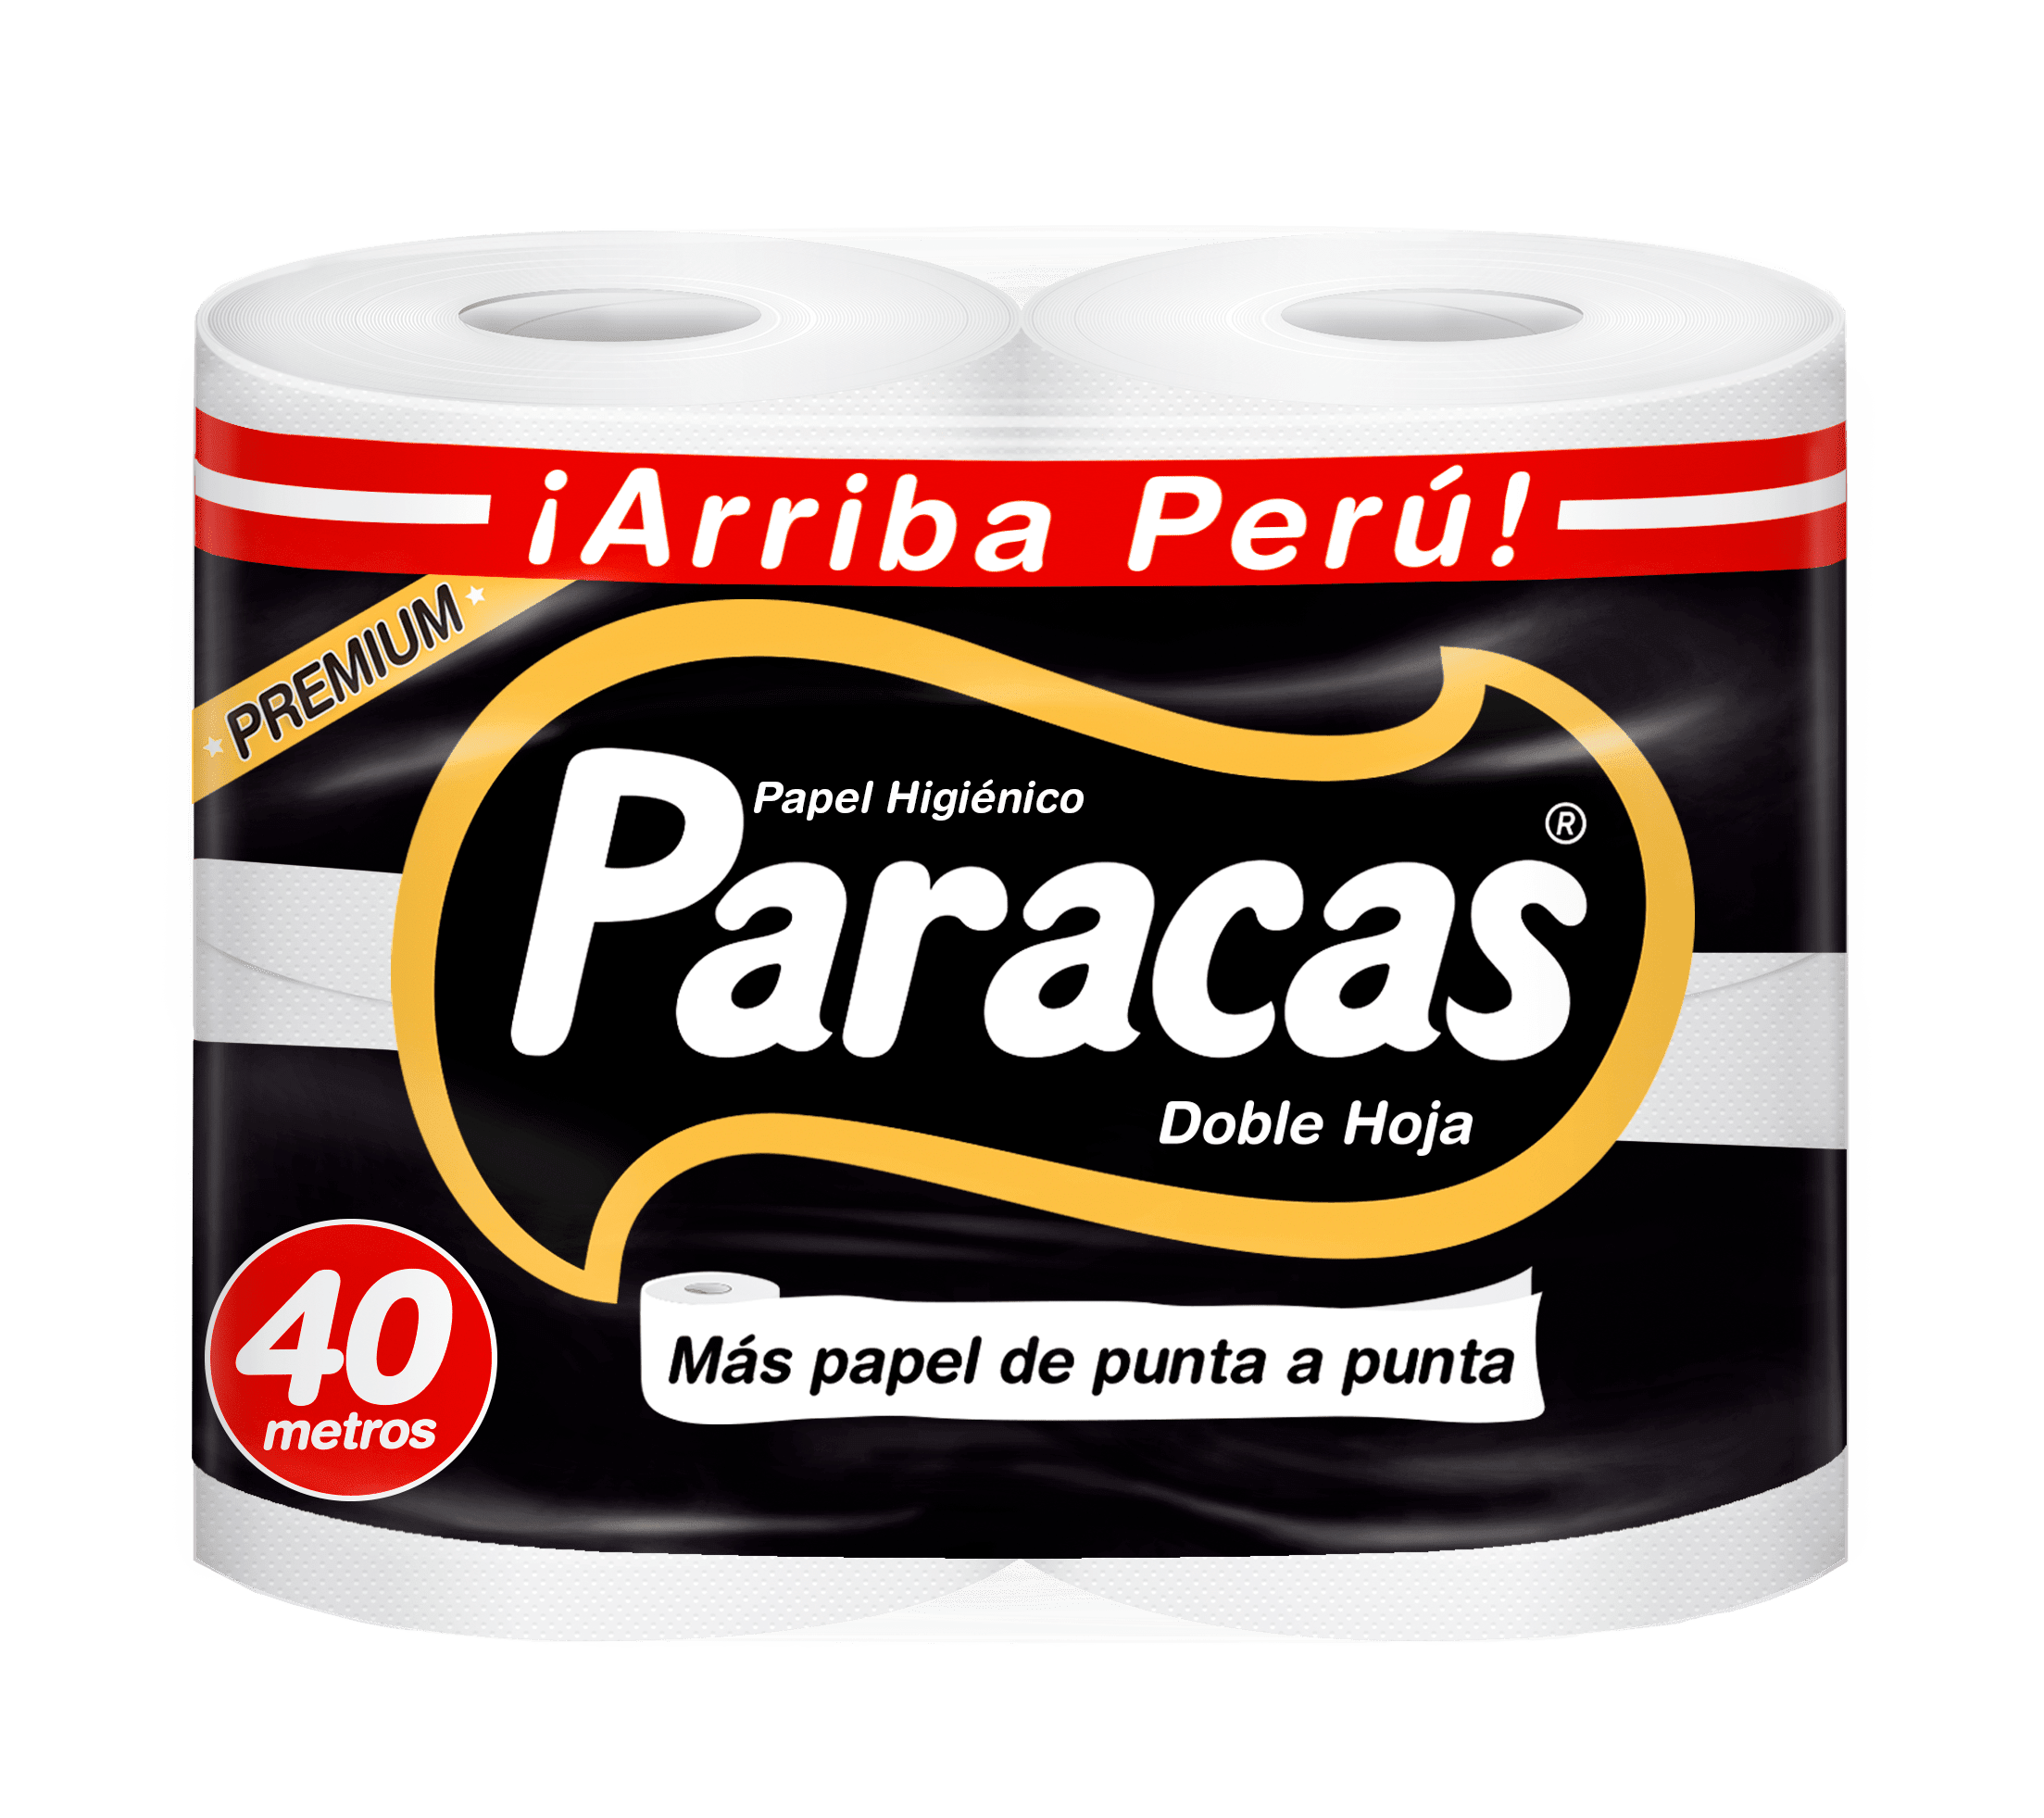 ¡Arriba Perú!
PREMIUM
Papel Higiénico
Paracas®
Doble Hoja
40
metros
Más papel de punta a punta